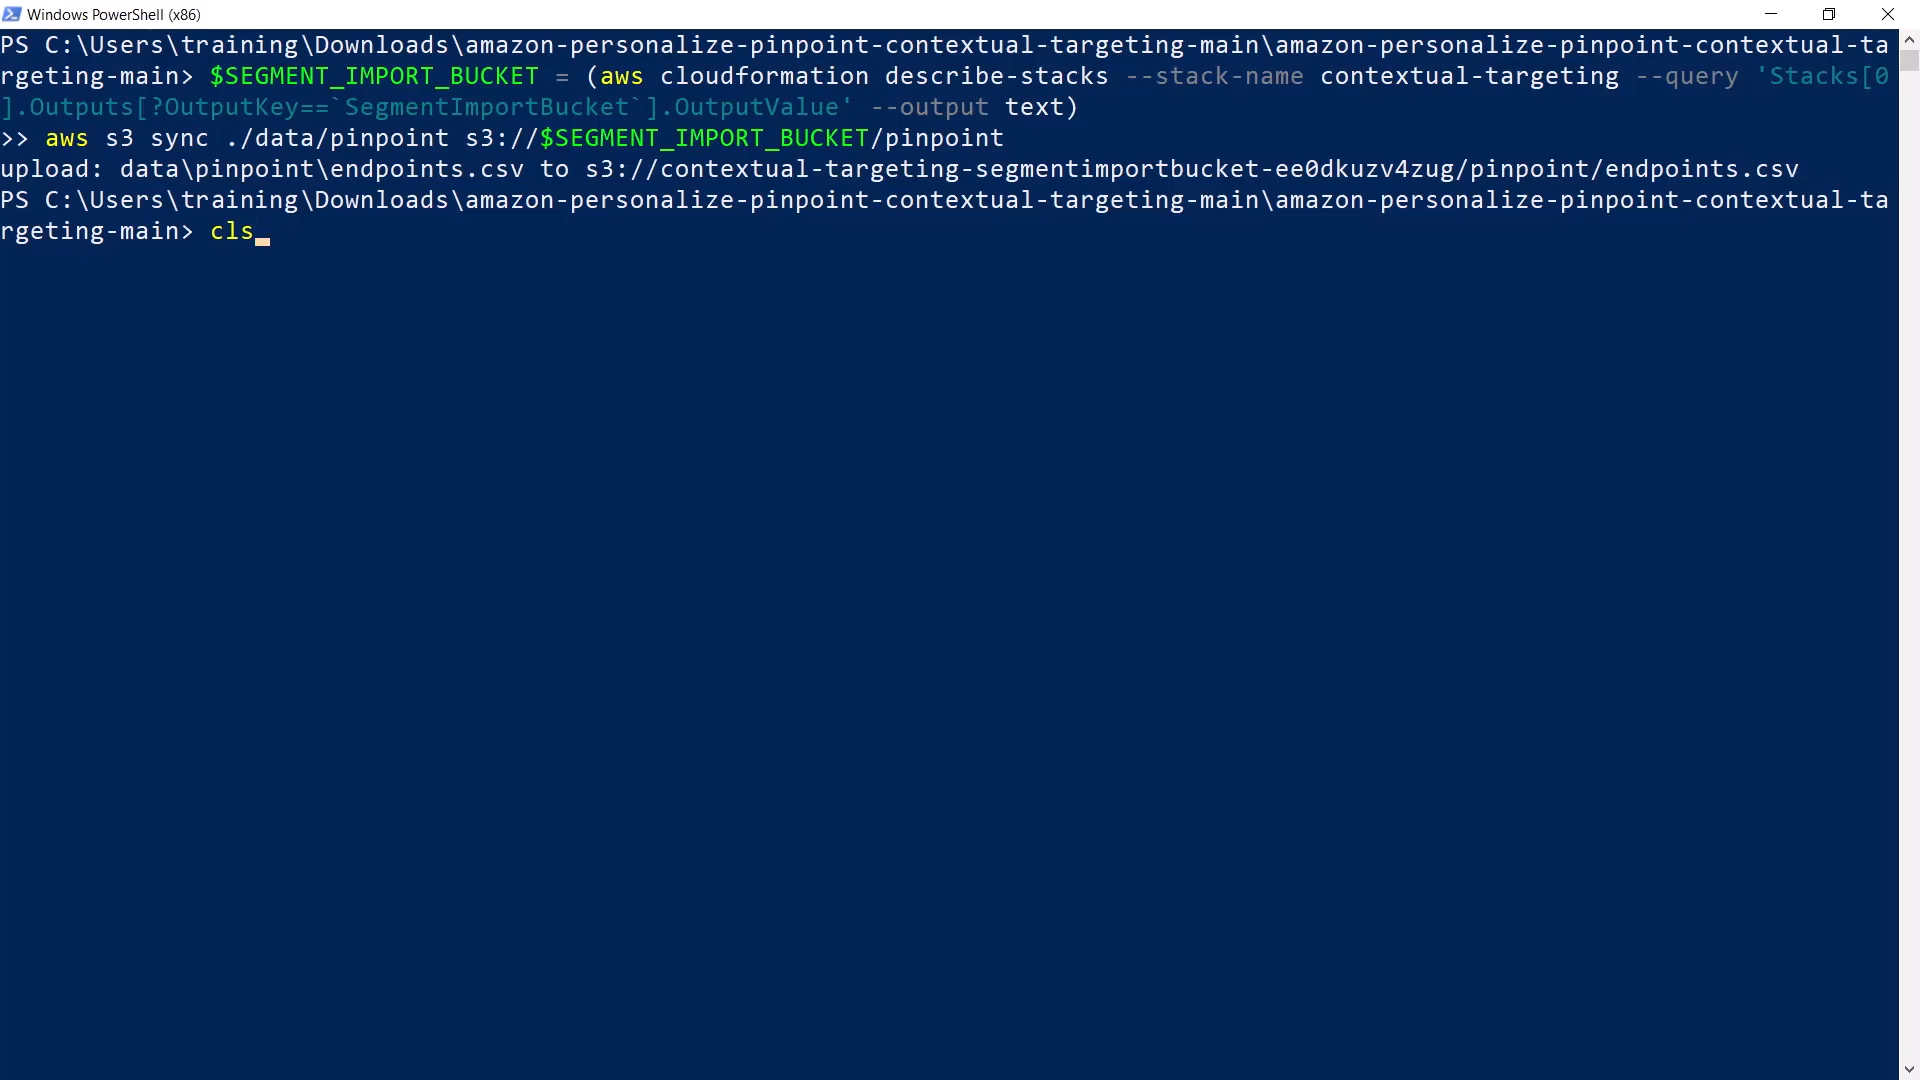 Windows PowerShell (x86)
PS C:\Users\training\Downloads\amazon-personalize-pinpoint-contextual-targeting-main\amazon-personalize-pinpoint-contextual-ta
rgeting-main> $SEGMENT_IMPORT_BUCKET = (aws cloudformation describe-stacks --stack-name contextual-targeting --query 'Stacks[0
].Outputs[?OutputKey==`SegmentImportBucket`].OutputValue' --output text)
>> aws s3 sync ./data/pinpoint s3://$SEGMENT_IMPORT_BUCKET/pinpoint
upload: data\pinpoint\endpoints.csv to s3://contextual-targeting-segmentimportbucket-ee0dkuzv4zug/pinpoint/endpoints.csv
PS C:\Users\training\Downloads\amazon-personalize-pinpoint-contextual-targeting-main\amazon-personalize-pinpoint-contextual-ta
rgeting-main> cls